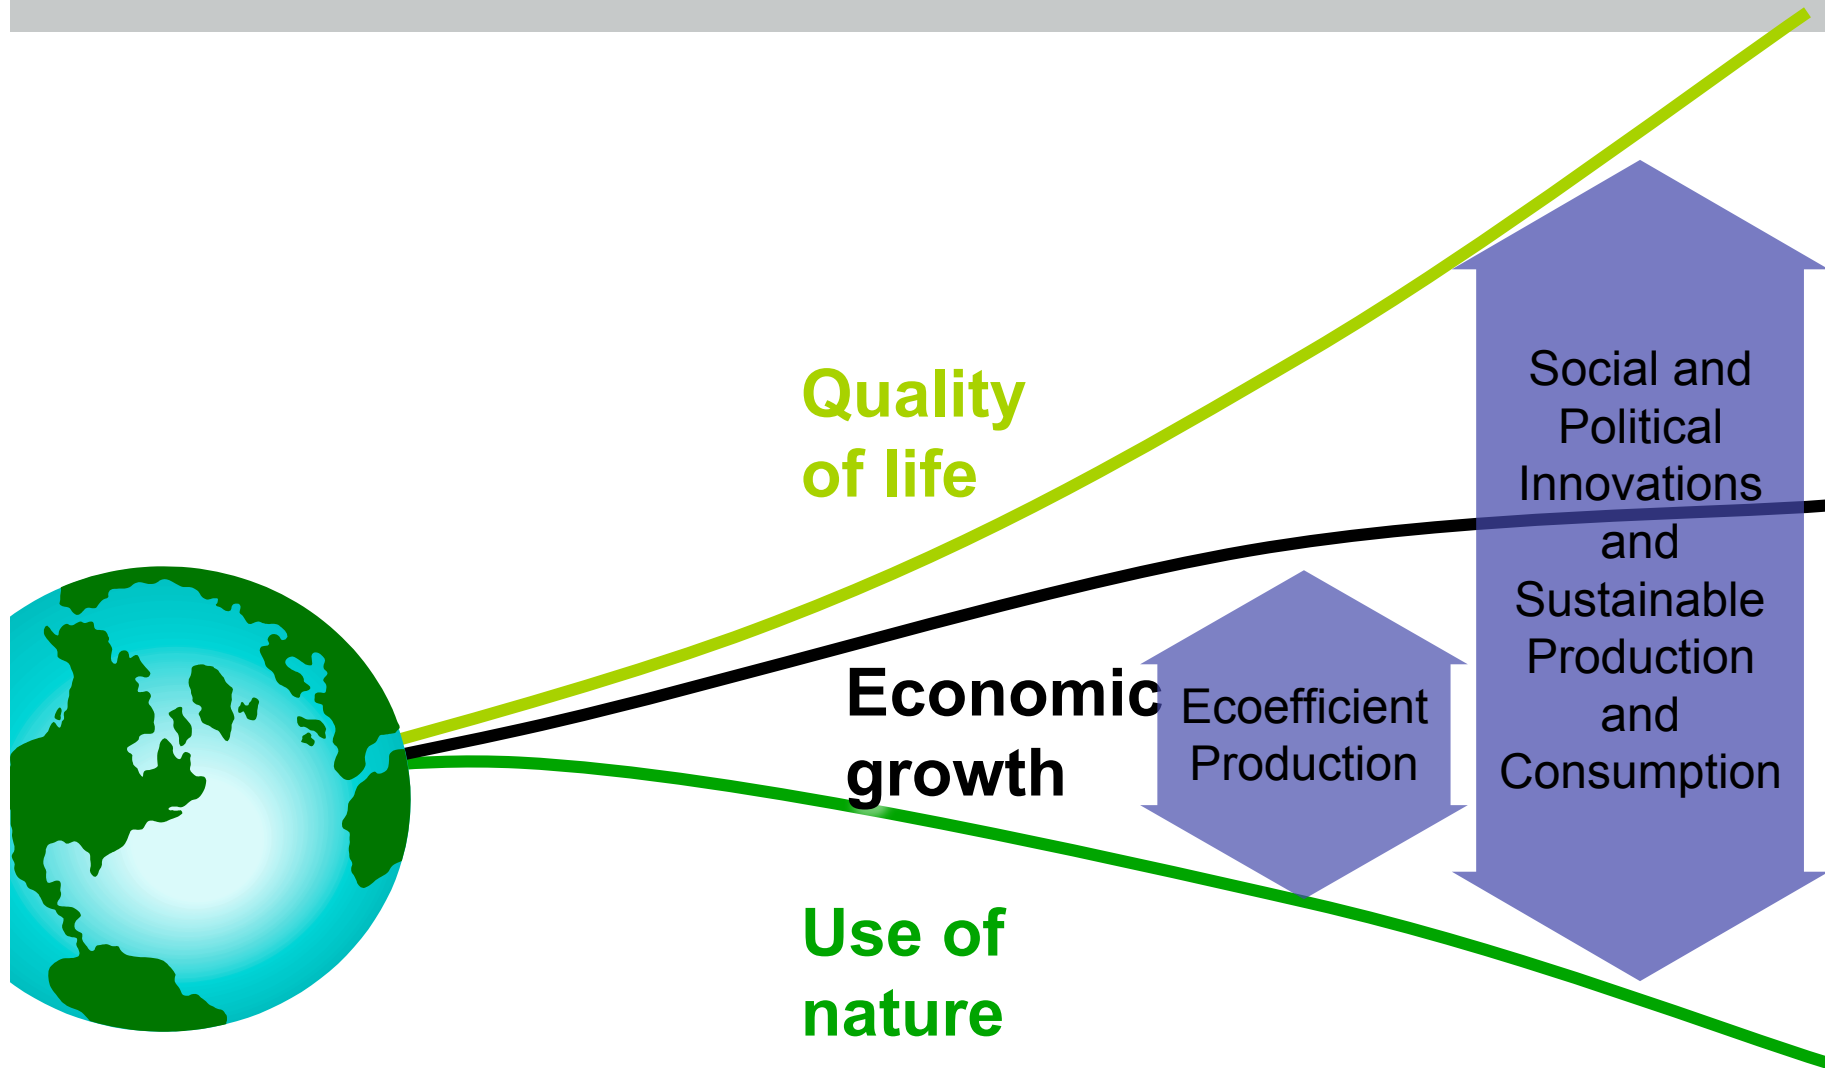 Quality
of life
Economic
growth
Use of
nature
Ecoefficient
Production
Social and
Political
Innovations
and
Sustainable
Production
and
Consumption